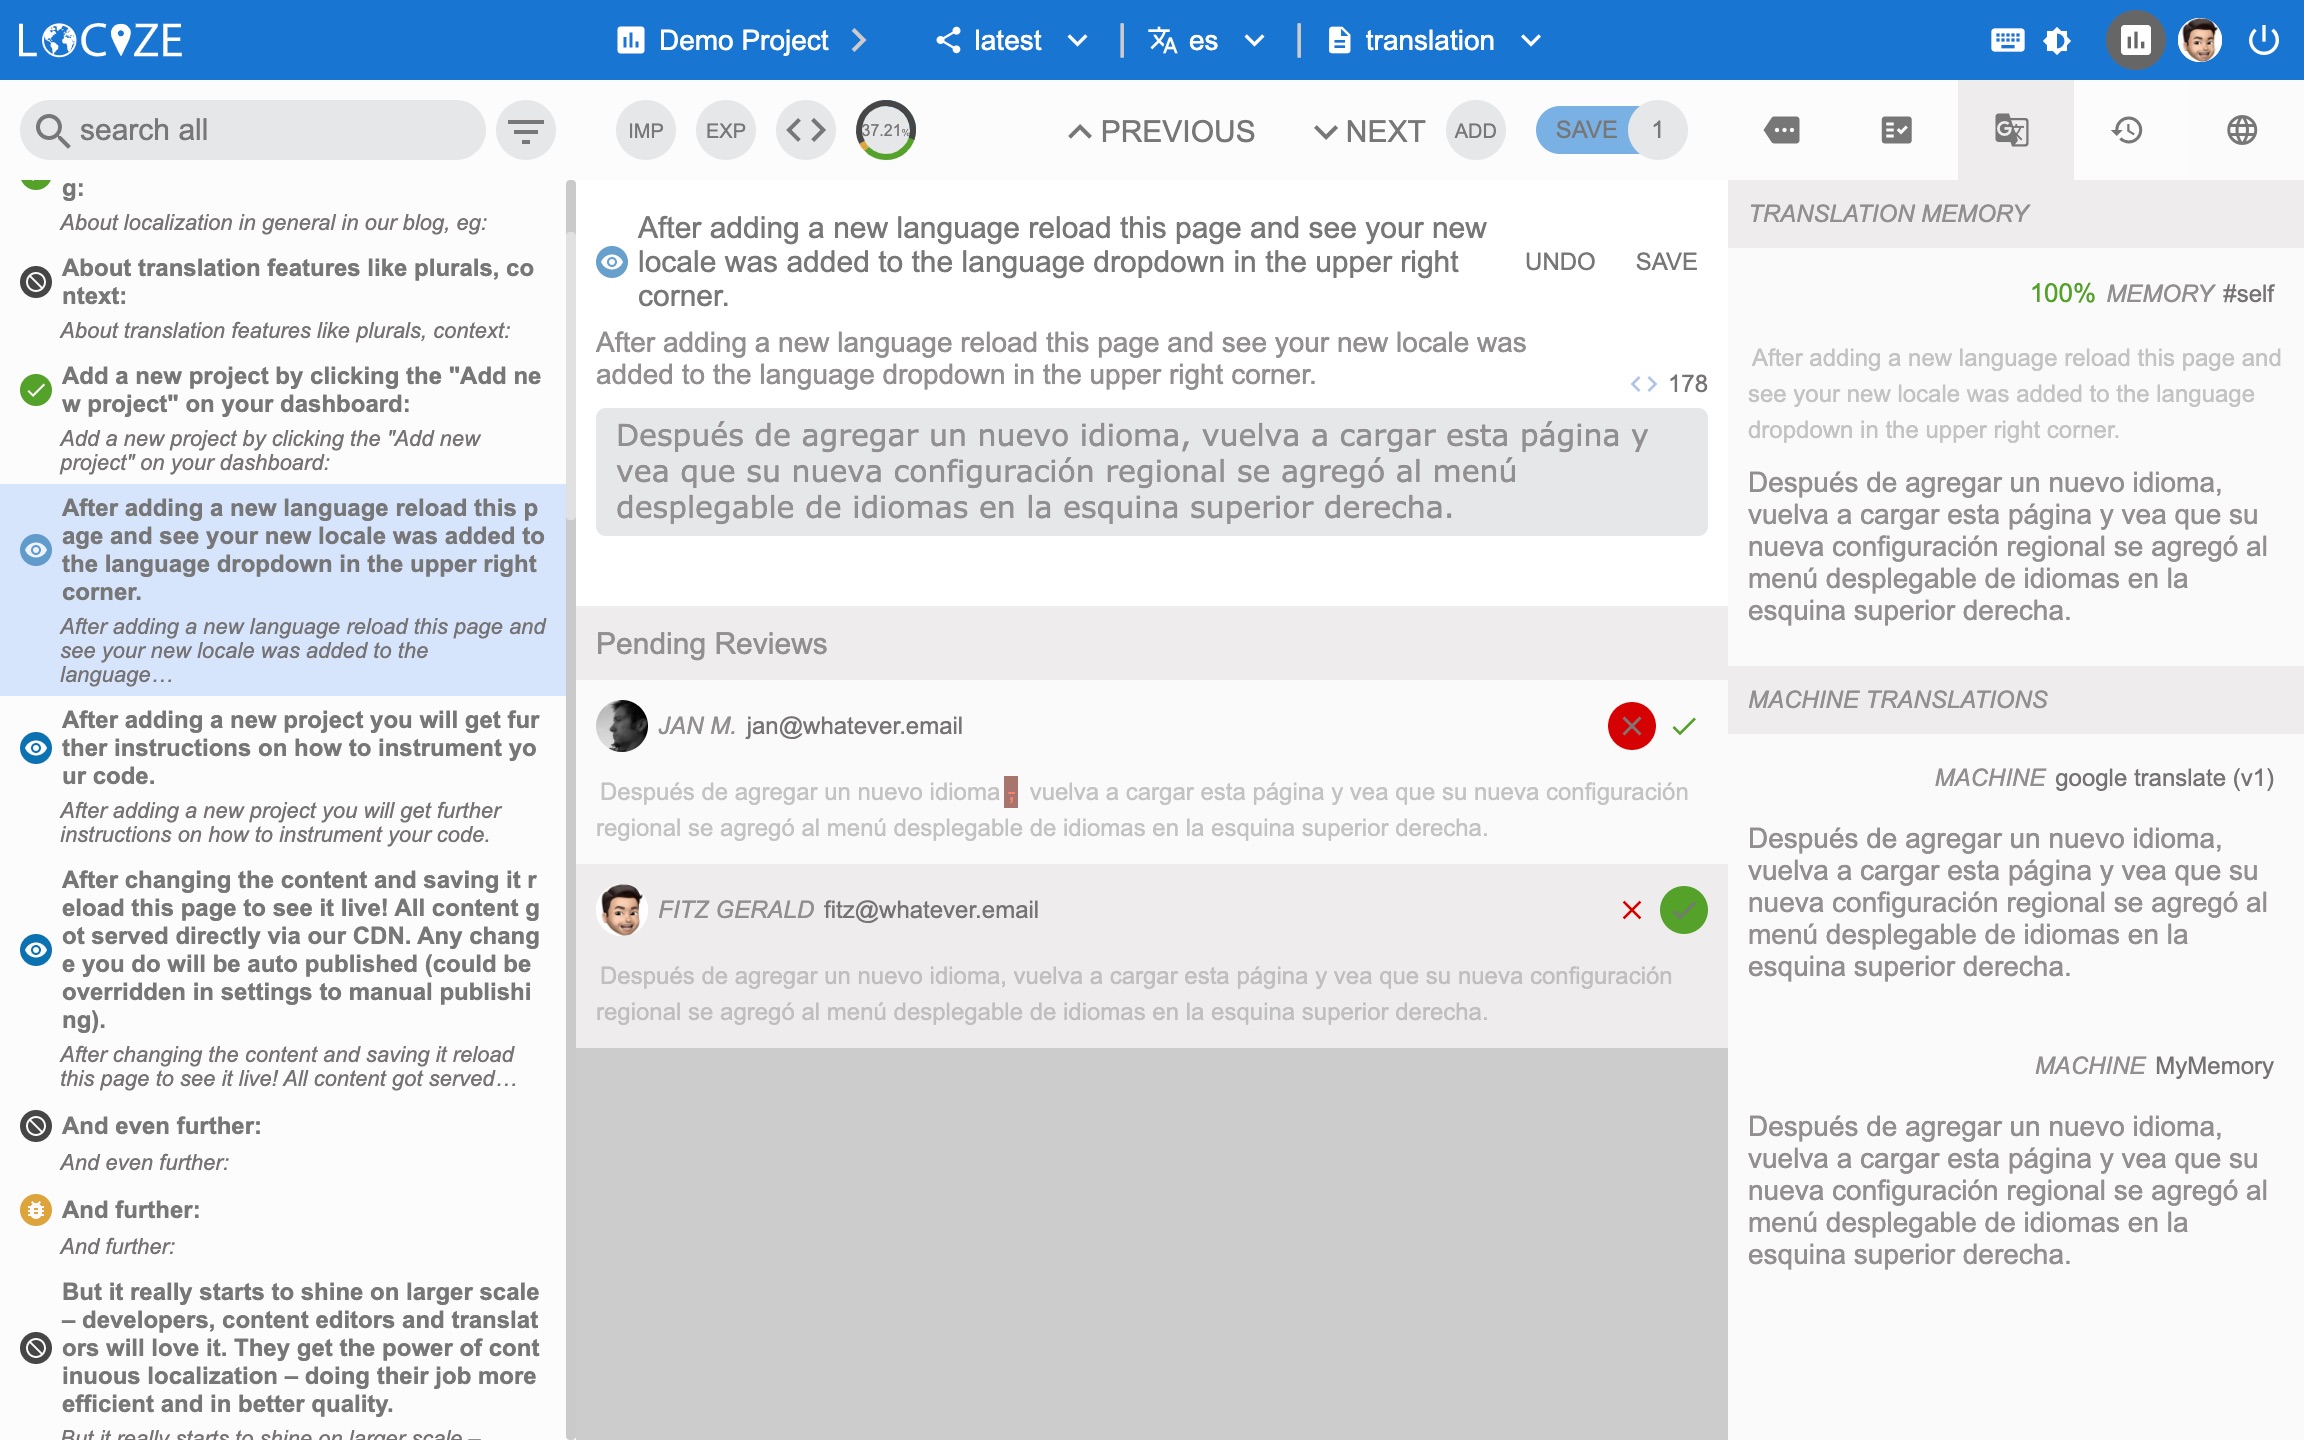 LOCIZE
Demo Project
latest
es
translation
search all
IMP
EXP
37.21%
PREVIOUS
NEXT
ADD
SAVE
1
g:
About localization in general in our blog, eg:
About translation features like plurals, co
ntext:
About translation features like plurals, context:
Add a new project by clicking the "Add ne
w project" on your dashboard:
Add a new project by clicking the "Add new
project" on your dashboard:
After adding a new language reload this p
age and see your new locale was added to
the language dropdown in the upper right
corner.
After adding a new language reload this page and
see your new locale was added to the
language…
After adding a new project you will get fur
ther instructions on how to instrument yo
ur code.
After adding a new project you will get further
instructions on how to instrument your code.
After changing the content and saving it r
eload this page to see it live! All content g
ot served directly via our CDN. Any chang
e you do will be auto published (could be
overridden in settings to manual publishi
ng).
After changing the content and saving it reload
this page to see it live! All content got served…
And even further:
And even further:
And further:
And further:
But it really starts to shine on larger scale
– developers, content editors and translat
ors will love it. They get the power of cont
inuous localization – doing their job more
efficient and in better quality.
But it really starts to shine on larger scale –
After adding a new language reload this page and see your new
locale was added to the language dropdown in the upper right
corner.
UNDO
SAVE
After adding a new language reload this page and see your new locale was
added to the language dropdown in the upper right corner.
<> 178
Después de agregar un nuevo idioma, vuelva a cargar esta página y
vea que su nueva configuración regional se agregó al menú
desplegable de idiomas en la esquina superior derecha.
Pending Reviews
JAN M. jan@whatever.email
Después de agregar un nuevo idioma, vuelva a cargar esta página y vea que su nueva configuración
regional se agregó al menú desplegable de idiomas en la esquina superior derecha.
FITZ GERALD fitz@whatever.email
Después de agregar un nuevo idioma, vuelva a cargar esta página y vea que su nueva configuración
regional se agregó al menú desplegable de idiomas en la esquina superior derecha.
TRANSLATION MEMORY
100% MEMORY #self
After adding a new language reload this page and
see your new locale was added to the language
dropdown in the upper right corner.
Después de agregar un nuevo idioma,
vuelva a cargar esta página y vea que su
nueva configuración regional se agregó al
menú desplegable de idiomas en la
esquina superior derecha.
MACHINE TRANSLATIONS
MACHINE google translate (v1)
Después de agregar un nuevo idioma,
vuelva a cargar esta página y vea que su
nueva configuración regional se agregó al
menú desplegable de idiomas en la
esquina superior derecha.
MACHINE MyMemory
Después de agregar un nuevo idioma,
vuelva a cargar esta página y vea que su
nueva configuración regional se agregó al
menú desplegable de idiomas en la
esquina superior derecha.